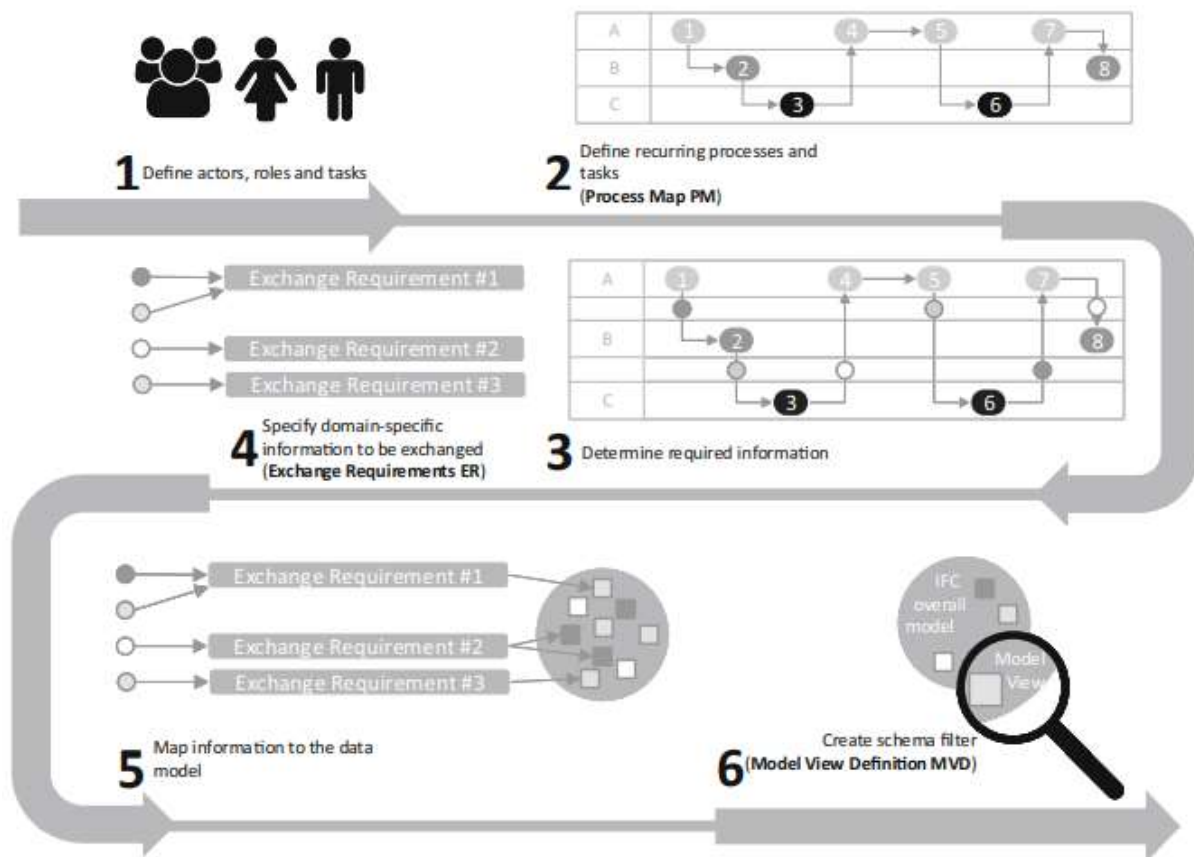 A
1
4
5
7
B
2
8
C
3
6
1 Define actors, roles and tasks
2 Define recurring processes and
tasks
(Process Map PM)
Exchange Requirement #1
Exchange Requirement #2
Exchange Requirement #3
A
1
4
5
7
B
2
8
C
3
6
4 Specify domain-specific
information to be exchanged
(Exchange Requirements ER)
3 Determine required information
Exchange Requirement #1
Exchange Requirement #2
Exchange Requirement #3
IFC
overall
model
Model
View
5 Map information to the data
model
6 Create schema filter
(Model View Definition MVD)